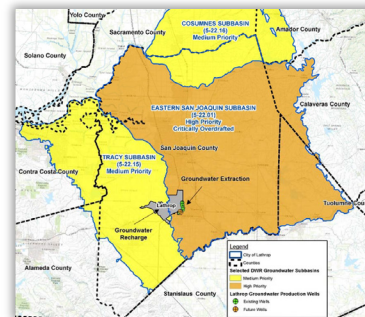 Yolo County
Sacramento County
COSUMNES SUBBASIN
(5-22.16)
Medium Priority
Amador County
Solano County
Calaveras County
EASTERN SAN JOAQUIN SUBBASIN
(5-22.01)
High Priority
Critically Overdrafted
San Joaquin County
TRACY SUBBASIN
(5-22.15)
Medium Priority
Contra Costa County
Groundwater Extraction
Lathrop
Tuolumne Cou
Groundwater
Recharge
Alameda County
Stanislaus County
Legend
City of Lathrop
Counties
Selected DWR Groundwater Subbasins
Medium Priority
High Priority
Lathrop Groundwater Production Wells
Existing Wells
Future Wells